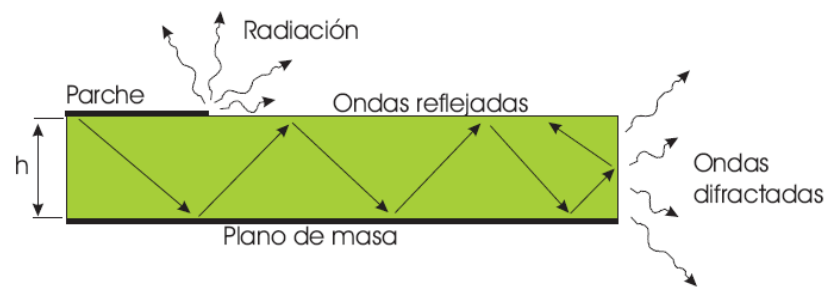 Radiación
Parche
Ondas reflejadas
h
Ondas
difractadas
Plano de masa